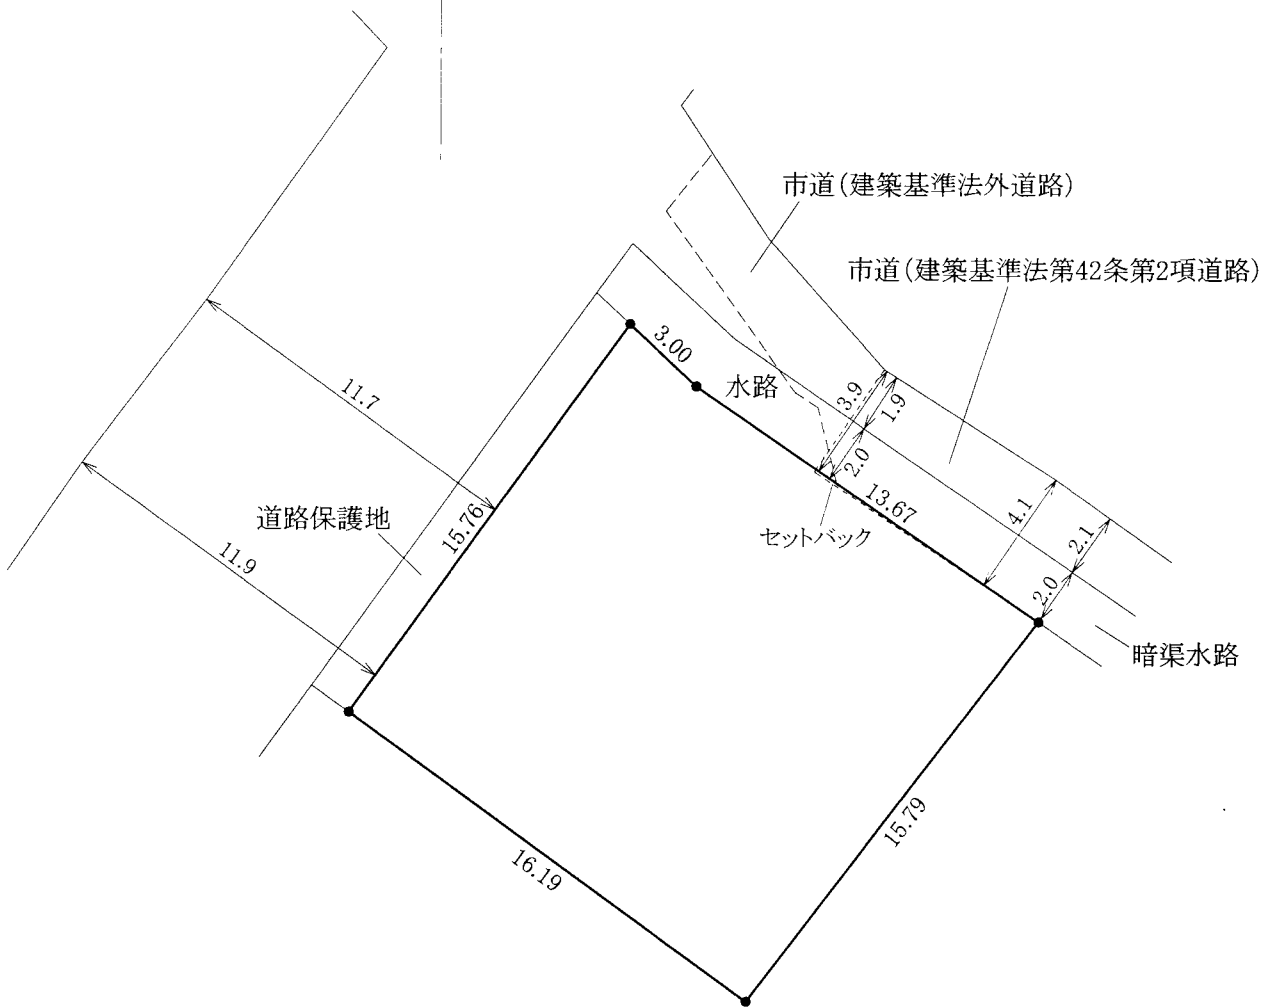 市道(建築基準法外道路)
市道(建築基準法第42条第2項道路)
3.00
水路
3.9
1.9
2.0
11.7
13.67
4.1
2.1
2.0
セットバック
道路保護地
15.76
11.9
暗渠水路
15.79
16.19